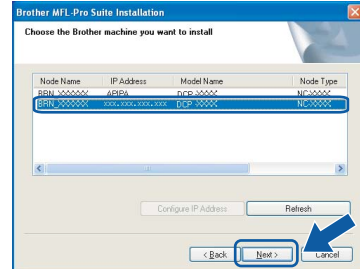 Brother MFL-Pro Suite Installation
Choose the Brother machine you want to install
Node Name IP Address Model Name Node Type
BRN_XXXXXX APIPA DCP-XXXX NC-XXXX
BRN_XXXXXX xxx.xxx.xxx.xxx DCP-XXXX NC-XXXX
Configure IP Address Refresh
< Back Next > Cancel